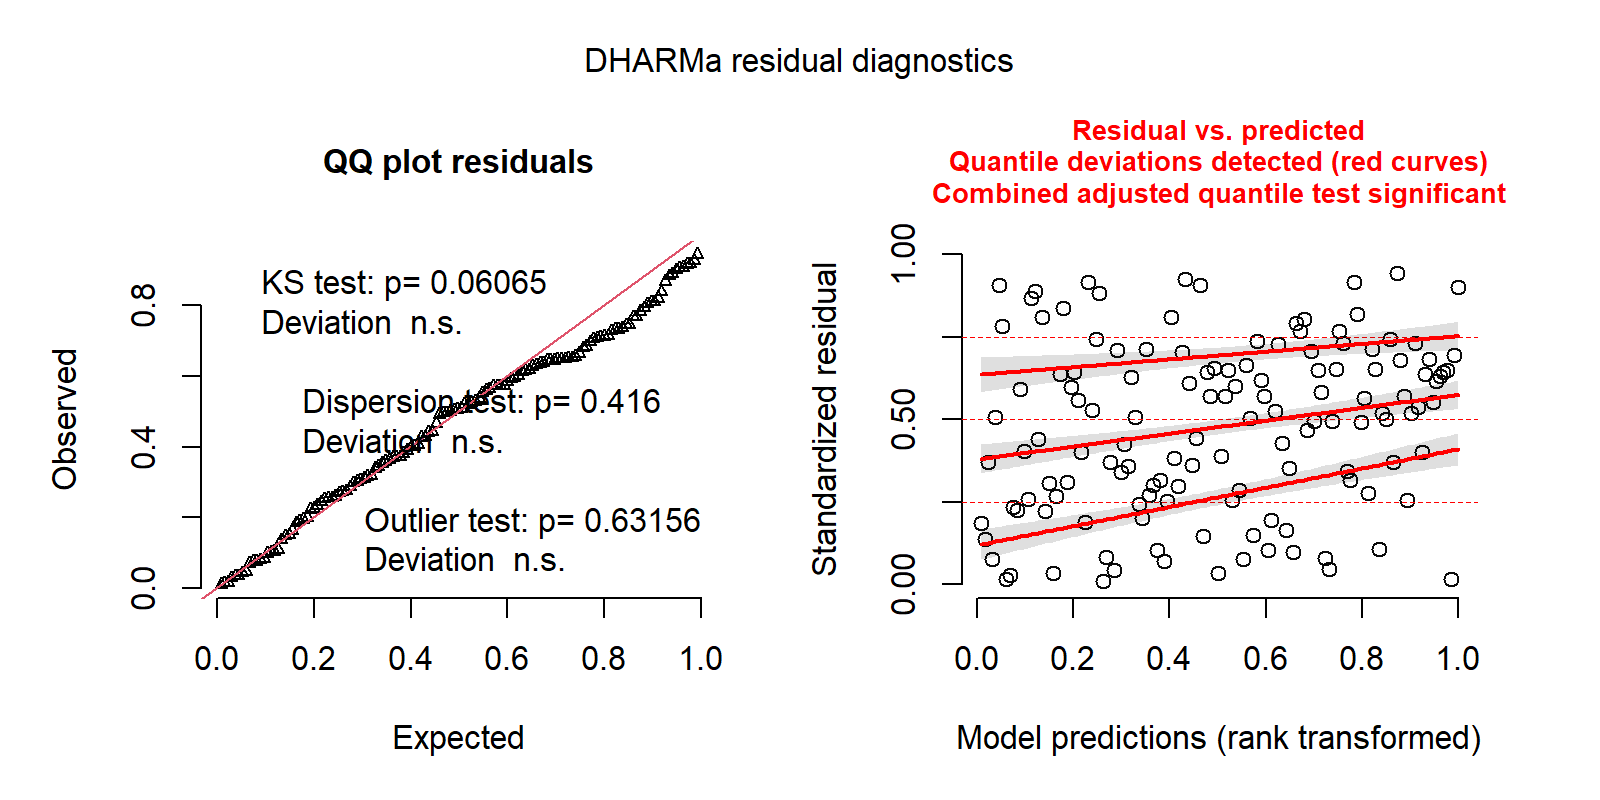 DHARMa residual diagnostics
QQ plot residuals
KS test: p= 0.06065
Deviation  n.s.
Dispersion test: p= 0.416
Deviation  n.s.
Outlier test: p= 0.63156
Deviation  n.s.
Observed
0.0
0.4
0.8
0.0 0.2 0.4 0.6 0.8 1.0
Expected
Residual vs. predicted
Quantile deviations detected (red curves)
Combined adjusted quantile test significant
Standardized residual
0.00
0.50
1.00
0.0 0.2 0.4 0.6 0.8 1.0
Model predictions (rank transformed)